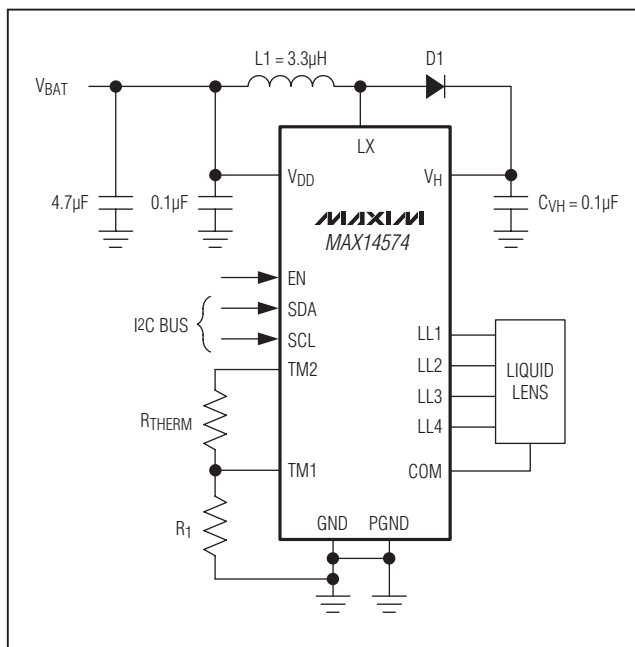 L1 = 3.3µH
D1
VBAT
LX
VDD
VH
4.7µF
0.1µF
CVH = 0.1µF
MAXIM
MAX14574
EN
SDA
I2C BUS
SCL
TM2
LL1
LL2
LL3
LL4
LIQUID
LENS
RTHERM
TM1
COM
R1
GND
PGND